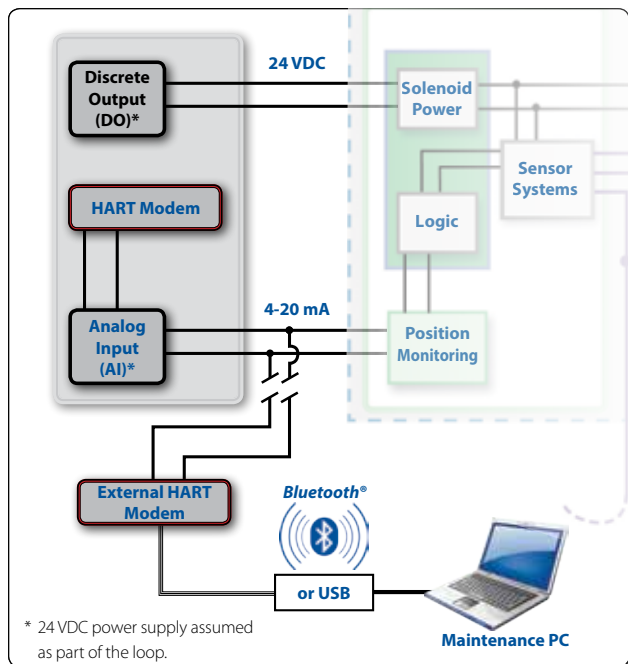 24 VDC
Discrete
Output
(DO)*
Solenoid
Power
Sensor
Systems
HART Modem
Logic
4-20 mA
Analog
Input
(AI)*
Position
Monitoring
External HART
Modem
Bluetooth®
or USB
Maintenance PC
* 24 VDC power supply assumed
as part of the loop.